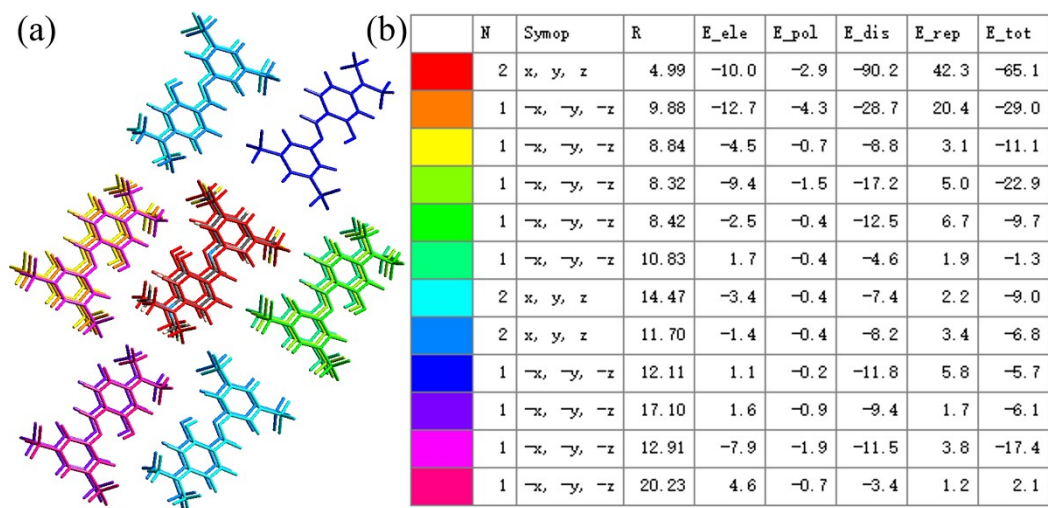 (a) (b)
N Symop R E_ele E_pol E_dis E_rep E_tot
2 x, y, z 4.99 -10.0 -2.9 -90.2 42.3 -65.1
1 -x, -y, -z 9.88 -12.7 -4.3 -28.7 20.4 -29.0
1 -x, -y, -z 8.84 -4.5 -0.7 -8.8 3.1 -11.1
1 -x, -y, -z 8.32 -9.4 -1.5 -17.2 5.0 -22.9
1 -x, -y, -z 8.42 -2.5 -0.4 -12.5 6.7 -9.7
1 -x, -y, -z 10.83 1.7 -0.4 -4.6 1.9 -1.3
2 x, y, z 14.47 -3.4 -0.4 -7.4 2.2 -9.0
2 x, y, z 11.70 -1.4 -0.4 -8.2 3.4 -6.8
1 -x, -y, -z 12.11 1.1 -0.2 -11.8 5.8 -5.7
1 -x, -y, -z 17.10 1.6 -0.9 -9.4 1.7 -6.1
1 -x, -y, -z 12.91 -7.9 -1.9 -11.5 3.8 -17.4
1 -x, -y, -z 20.23 4.6 -0.7 -3.4 1.2 2.1